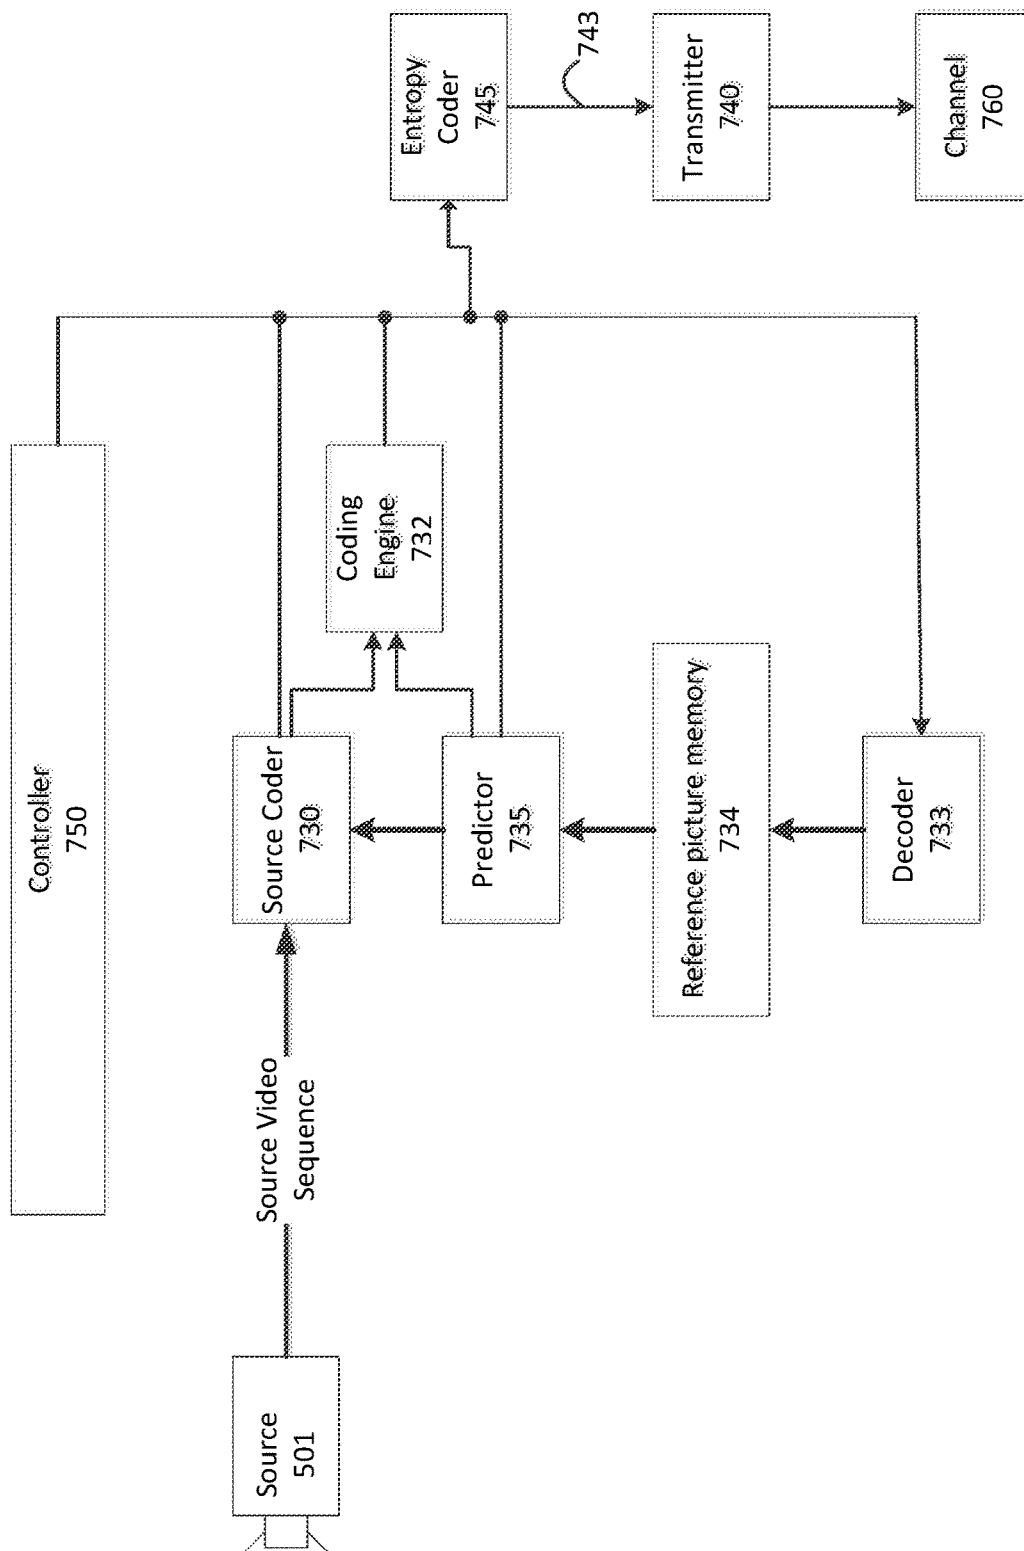 Controller
750
Source
501
Source Video
Sequence
Source Coder
730
Coding
Engine
732
Predictor
735
Reference picture memory
734
Decoder
733
Entropy
Coder
745
743
Transmitter
740
Channel
760